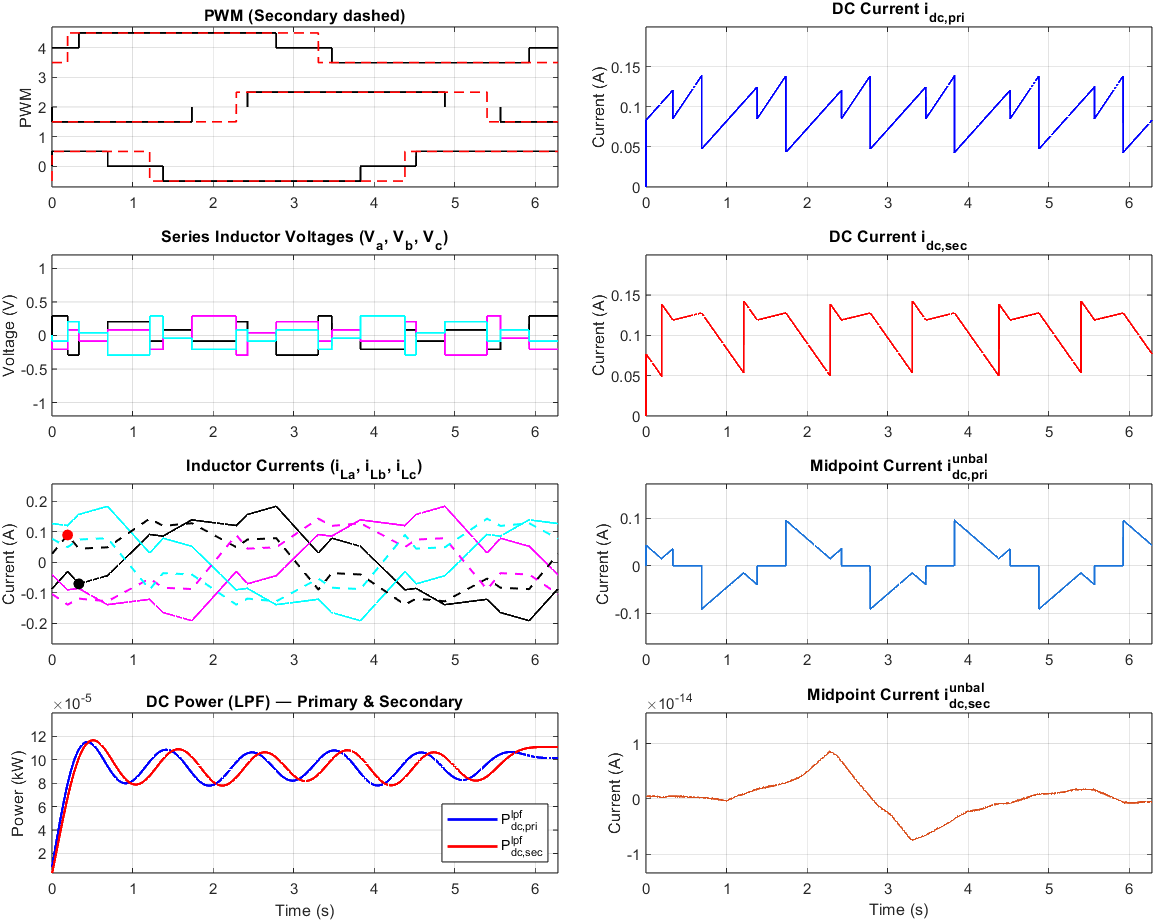 PWM (Secondary dashed)
PWM
4
3
2
1
0
0 1 2 3 4 5 6
DC Current i_dc,pri
Current (A)
0.15
0.1
0.05
0
0 1 2 3 4 5 6
Series Inductor Voltages (V_a, V_b, V_c)
Voltage (V)
1
0.5
0
-0.5
-1
0 1 2 3 4 5 6
DC Current i_dc,sec
Current (A)
0.15
0.1
0.05
0
0 1 2 3 4 5 6
Inductor Currents (i_La, i_Lb, i_Lc)
Current (A)
0.2
0.1
0
-0.1
-0.2
0 1 2 3 4 5 6
Midpoint Current i^unbal_dc,pri
Current (A)
0.1
0
-0.1
0 1 2 3 4 5 6
×10^-5
DC Power (LPF) — Primary & Secondary
Power (kW)
12
10
8
6
4
2
P^lpf_dc,pri
P^lpf_dc,sec
0 1 2 3 4 5 6
Time (s)
×10^-14
Midpoint Current i^unbal_dc,sec
Current (A)
1
0
-1
0 1 2 3 4 5 6
Time (s)